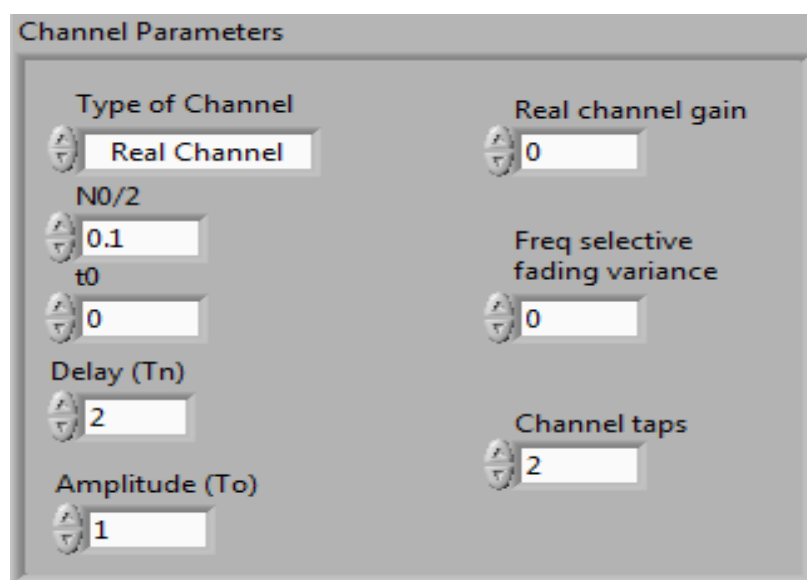 Channel Parameters
Type of Channel
Real Channel
N0/2
0.1
t0
0
Delay (Tn)
2
Amplitude (To)
1
Real channel gain
0
Freq selective
fading variance
0
Channel taps
2